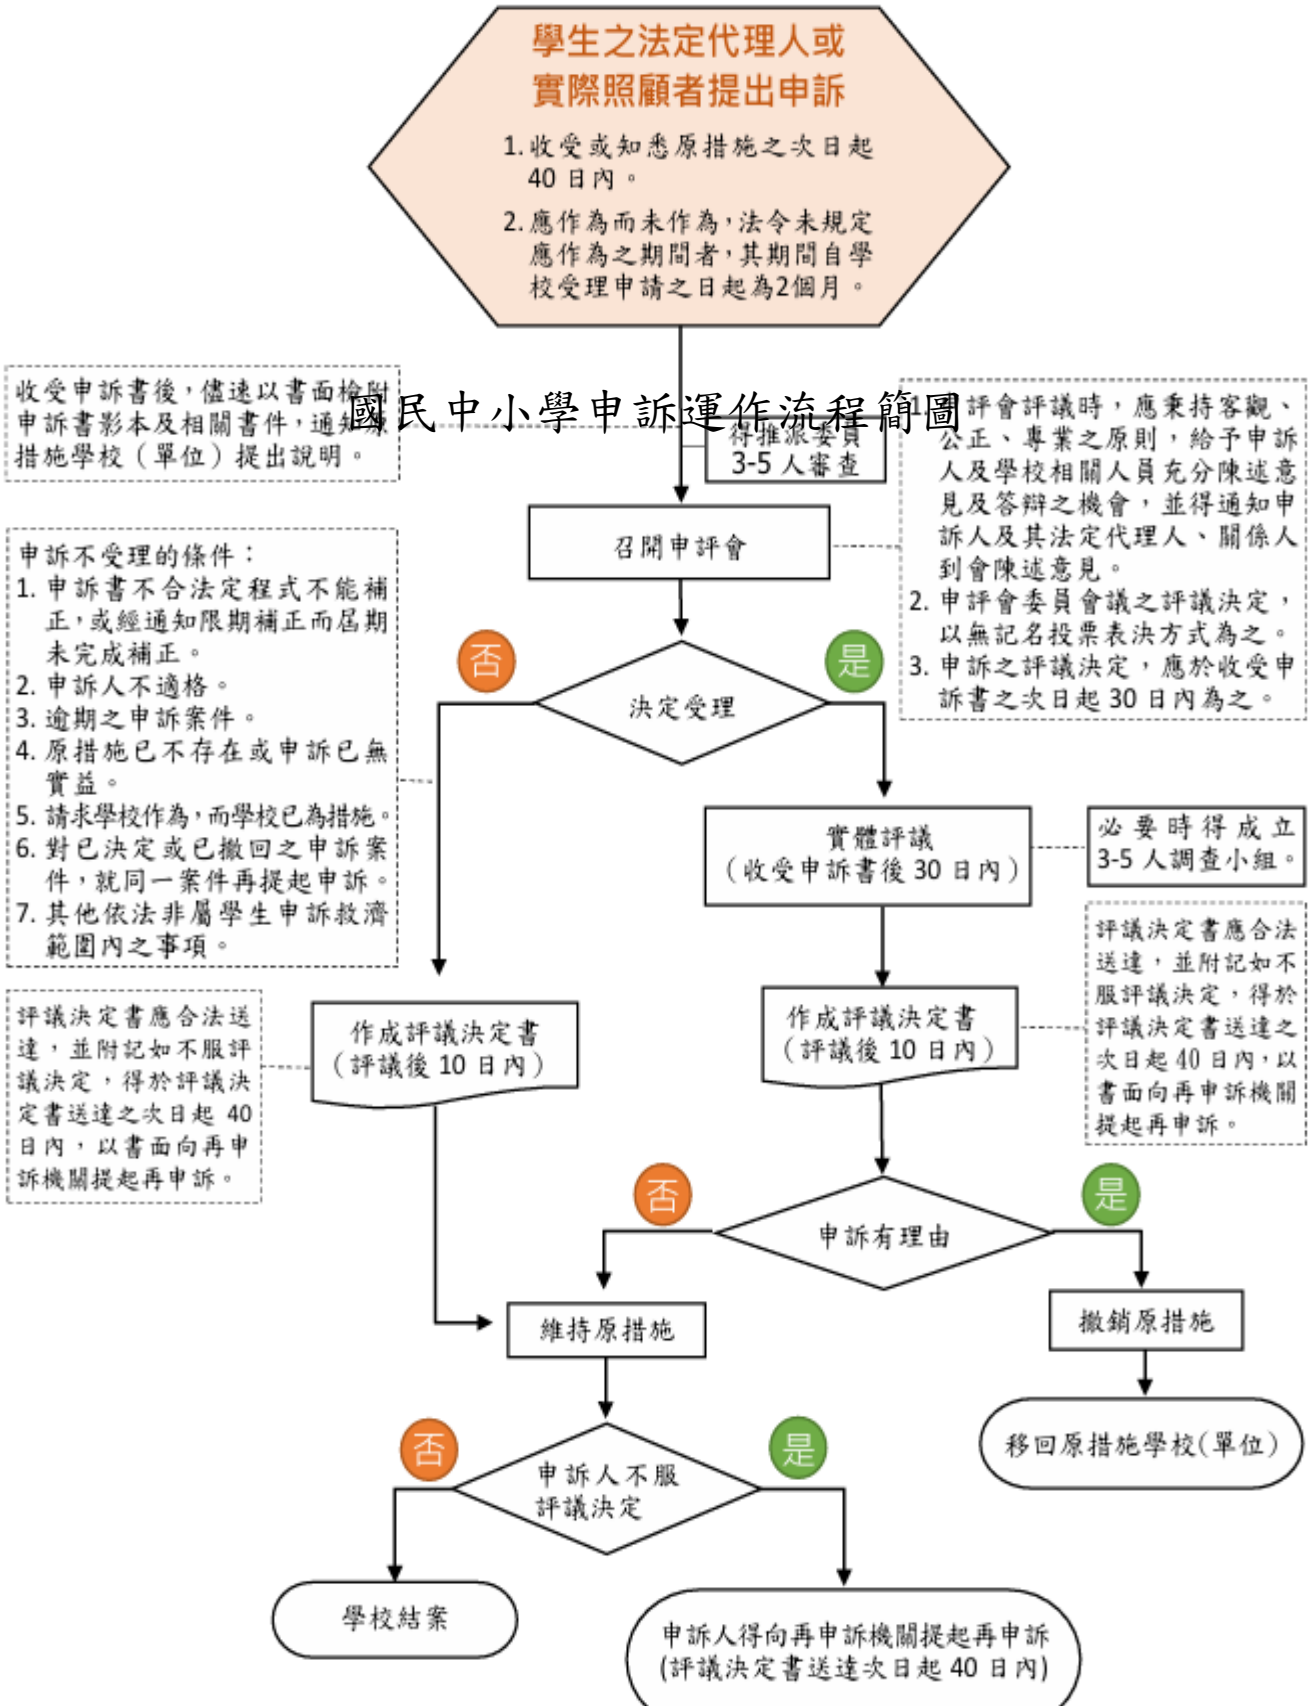 學生之法定代理人或
實際照顧者提出申訴
1. 收受或知悉原措施之次日起
40 日內。
2. 應作為而未作為，法令未規定
應作為之期間者，其期間自學
校受理申請之日起為2個月。
國民中小學申訴運作流程簡圖
收受申訴書後，儘速以書面檢附
申訴書影本及相關書件，通知原
措施學校（單位）提出說明。
得推派委員
3-5 人審查
1. 申評會評議時，應秉持客觀、
公正、專業之原則，給予申訴
人及學校相關人員充分陳述意
見及答辯之機會，並得通知申
訴人及其法定代理人、關係人
到會陳述意見。
2. 申評會委員會議之評議決定，
以無記名投票表決方式為之。
3. 申訴之評議決定，應於收受申
訴書之次日起 30 日內為之。
召開申評會
申訴不受理的條件：
1. 申訴書不合法定程式不能補
正，或經通知限期補正而屆期
未完成補正。
2. 申訴人不適格。
3. 逾期之申訴案件。
4. 原措施已不存在或申訴已無
實益。
5. 請求學校作為，而學校已為措施。
6. 對已決定或已撤回之申訴案
件，就同一案件再提起申訴。
7. 其他依法非屬學生申訴救濟
範圍內之事項。
否
是
決定受理
實體評議
（收受申訴書後 30 日內）
必要時得成立
3-5 人調查小組。
評議決定書應合法送
達，並附記如不服評
議決定，得於評議決
定書送達之次日起 40
日內，以書面向再申
訴機關提起再申訴。
作成評議決定書
（評議後 10 日內）
作成評議決定書
（評議後 10 日內）
評議決定書應合法
送達，並附記如不
服評議決定，得於
評議決定書送達之
次日起 40 日內，以
書面向再申訴機關
提起再申訴。
否
是
申訴有理由
維持原措施
撤銷原措施
移回原措施學校(單位)
否
是
申訴人不服
評議決定
學校結案
申訴人得向再申訴機關提起再申訴
(評議決定書送達次日起 40 日內)